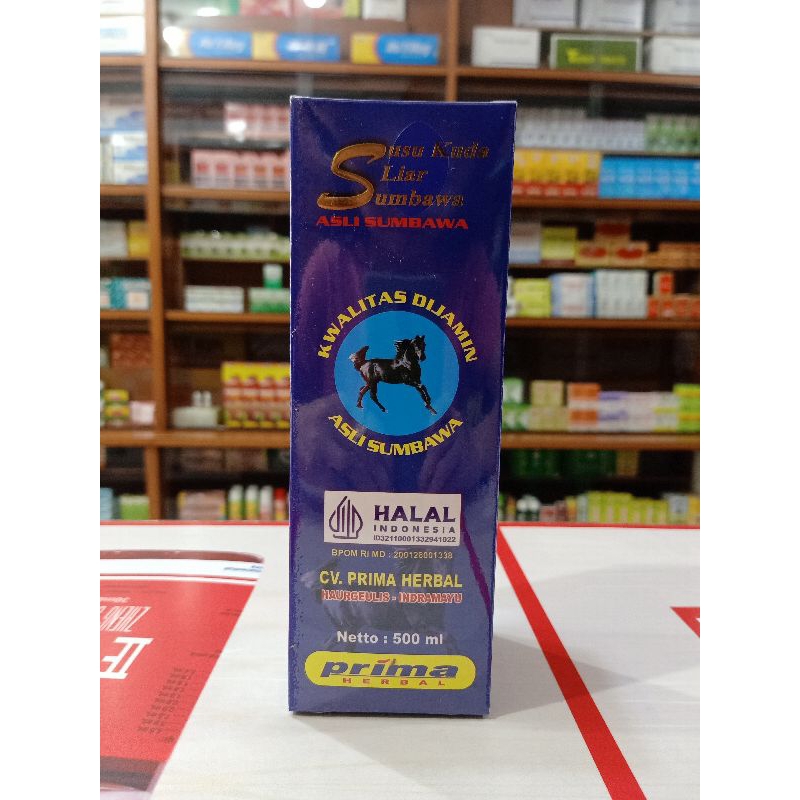 Susu Kuda
Liar
Sumbawa
ASLI SUMBAWA
KWALITAS DIJAMIN
ASLI SUMBAWA
HALAL
INDONESIA
ID32110001332941022
BPOM RI MD : 200128001338
CV. PRIMA HERBAL
HAURGEULIS - INDRAMAYU
Netto : 500 ml
prima
HERBAL